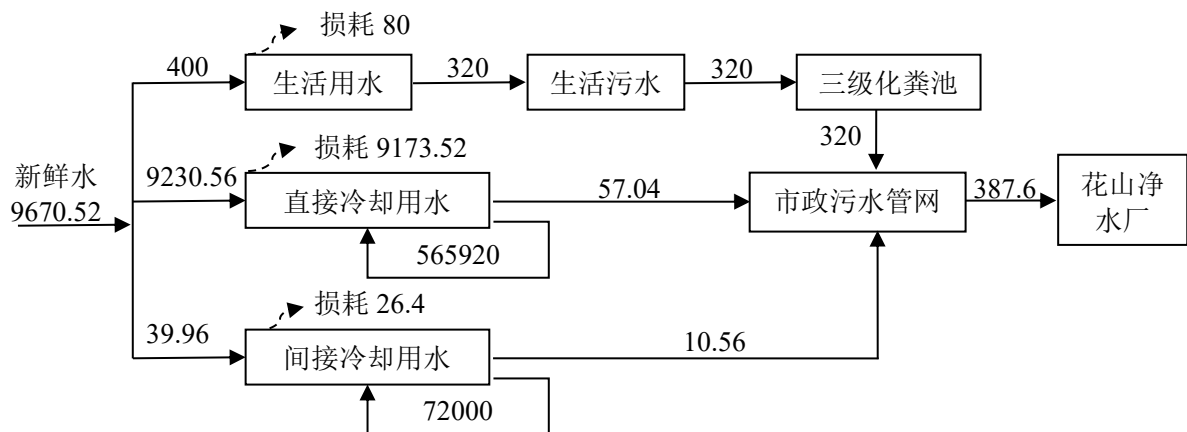 损耗 80
400
生活用水
320
生活污水
320
三级化粪池
320
损耗 9173.52
新鲜水
9670.52
9230.56
直接冷却用水
57.04
市政污水管网
387.6
花山净
水厂
565920
损耗 26.4
39.96
间接冷却用水
10.56
72000